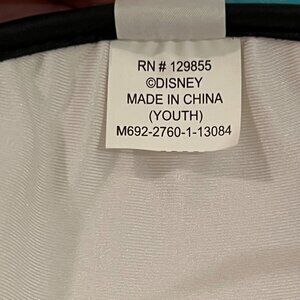 RN # 129855
©DISNEY
MADE IN CHINA
(YOUTH)
M692-2760-1-13084